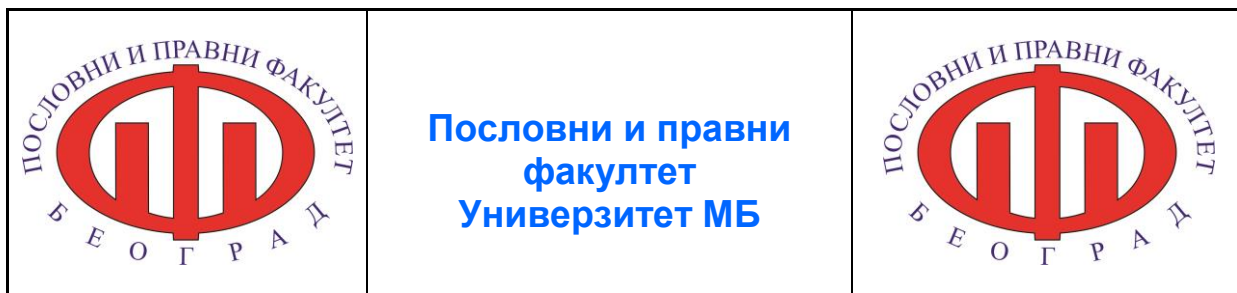 ПОСЛОВНИ И ПРАВНИ ФАКУЛТЕТ
БЕОГРАД
Пословни и правни
факултет
Универзитет МБ
ПОСЛОВНИ И ПРАВНИ ФАКУЛТЕТ
БЕОГРАД